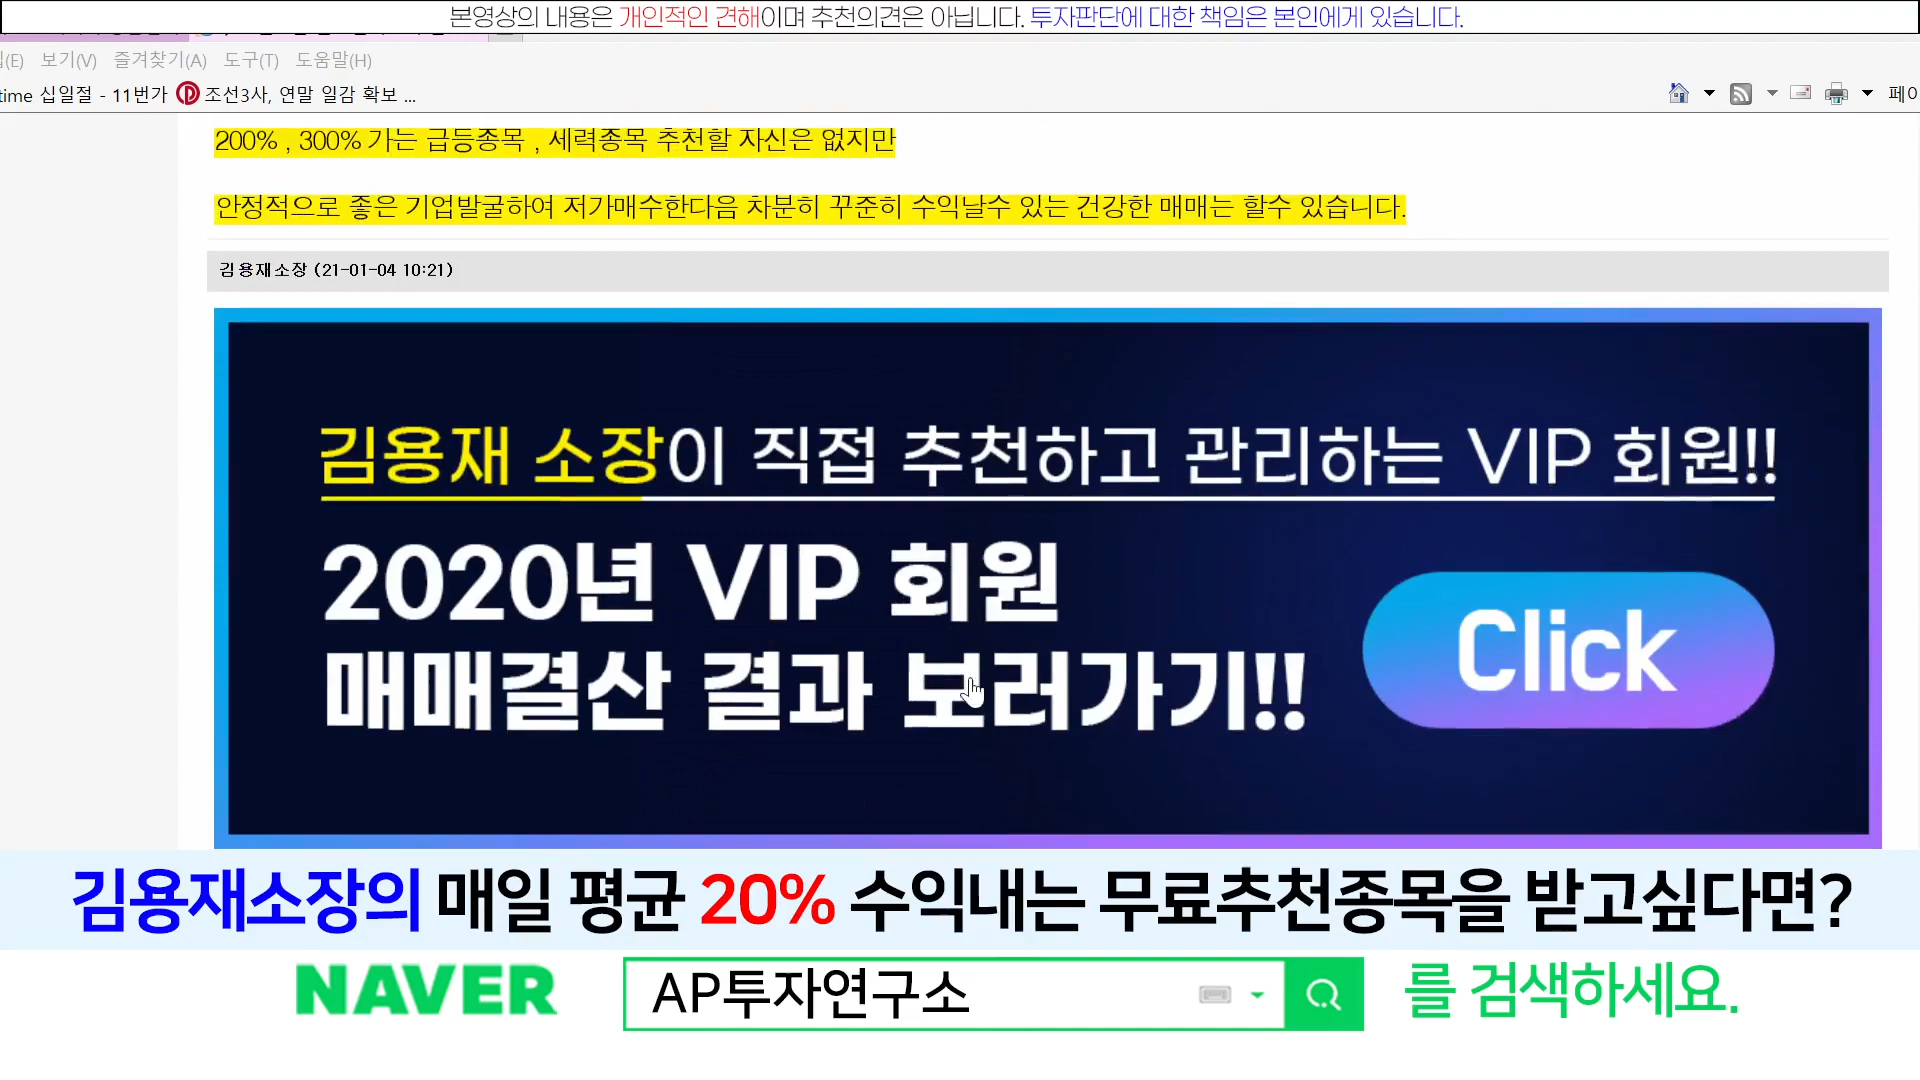 본영상의 내용은 개인적인 견해이며 추천의견은 아닙니다. 투자판단에 대한 책임은 본인에게 있습니다.
(E) 보기(V) 즐겨찾기(A) 도구(T) 도움말(H)
time 십일절 - 11번가 조선3사, 연말 일감 확보 ...
200% , 300% 가는 급등종목 , 세력종목 추천할 자신은 없지만
안정적으로 좋은 기업발굴하여 저가매수한다음 차분히 꾸준히 수익날수 있는 건강한 매매는 할수 있습니다.
김용재소장 (21-01-04 10:21)
김용재 소장이 직접 추천하고 관리하는 VIP 회원!!
2020년 VIP 회원
매매결산 결과 보러가기!!
Click
김용재소장의 매일 평균 20% 수익내는 무료추천종목을 받고싶다면?
NAVER AP투자연구소 를 검색하세요.